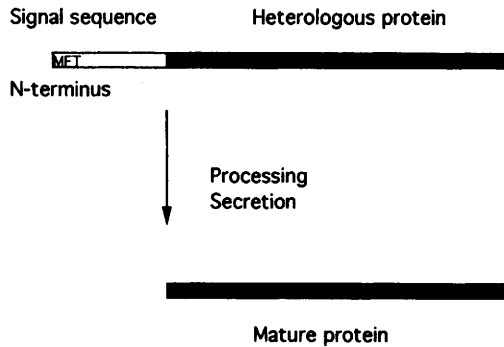 Signal sequence
Heterologous protein
MET
N-terminus
Processing
Secretion
Mature protein